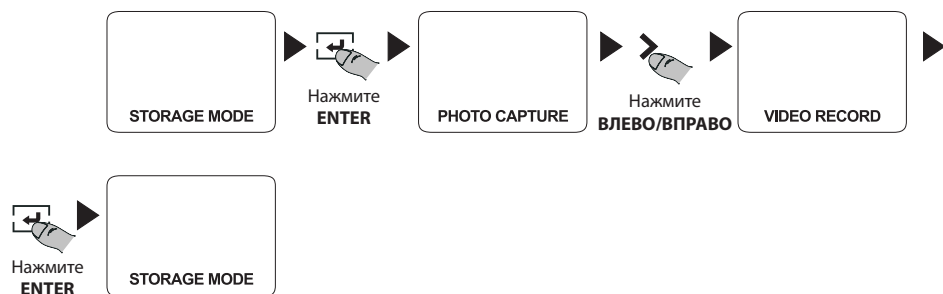 STORAGE MODE
Нажмите
ENTER
PHOTO CAPTURE
Нажмите
ВЛЕВО/ВПРАВО
VIDEO RECORD
Нажмите
ENTER
STORAGE MODE